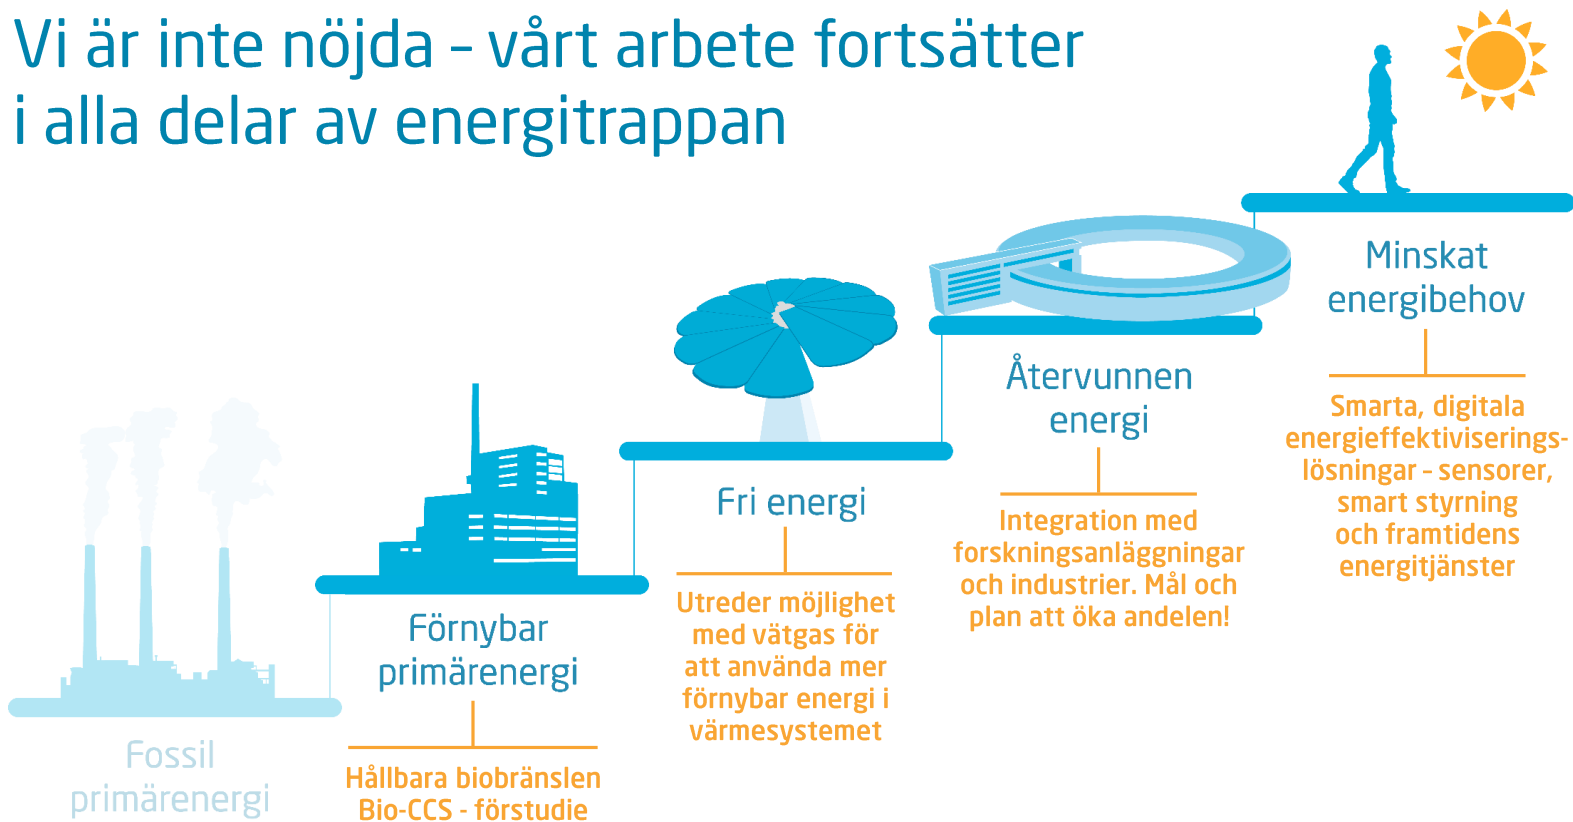 Vi är inte nöjda – vårt arbete fortsätter
i alla delar av energitrappan
Fossil
primärenergi
Förnybar
primärenergi
Hållbara biobränslen
Bio-CCS - förstudie
Fri energi
Utreder möjlighet
med vätgas för
att använda mer
förnybar energi i
värmesystemet
Återvunnen
energi
Integration med
forskningsanläggningar
och industrier. Mål och
plan att öka andelen!
Minskat
energibehov
Smarta, digitala
energieffektiviserings-
lösningar – sensorer,
smart styrning
och framtidens
energitjänster